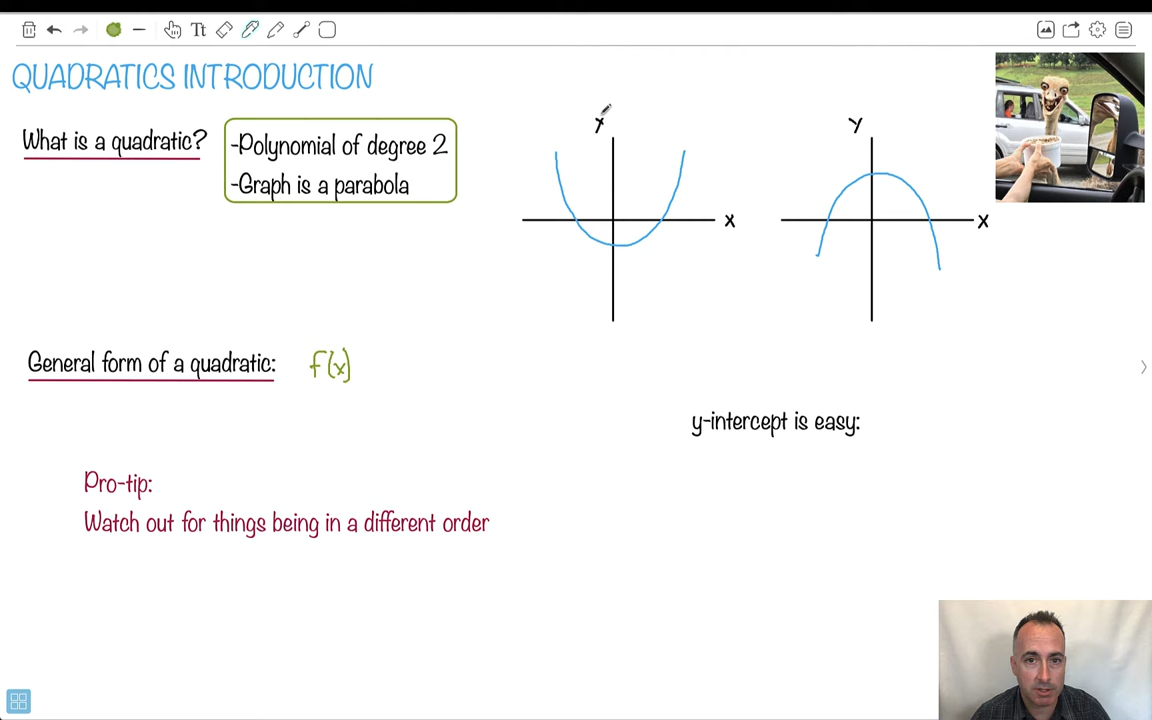 Tt
QUADRATICS INTRODUCTION
What is a quadratic?
-Polynomial of degree 2
-Graph is a parabola
Y
X
Y
X
General form of a quadratic:
f(x)
y-intercept is easy:
Pro-tip:
Watch out for things being in a different order